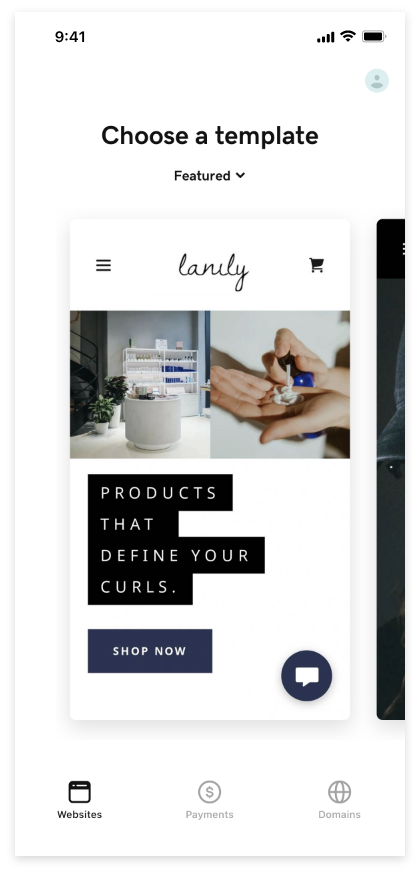 9:41
Choose a template
Featured
lanily
PRODUCTS
THAT
DEFINE YOUR
CURLS.
SHOP NOW
Websites
Payments
Domains